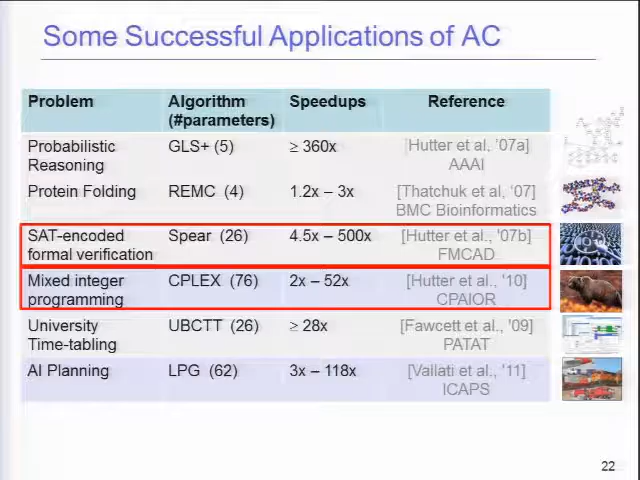 Some Successful Applications of AC
Problem Algorithm (#parameters) Speedups Reference
Probabilistic Reasoning GLS+ (5) ≥ 360x [Hutter et al, '07a] AAAI
Protein Folding REMC (4) 1.2x – 3x [Thatchuk et al, '07] BMC Bioinformatics
SAT-encoded formal verification Spear (26) 4.5x – 500x [Hutter et al., '07b] FMCAD
Mixed integer programming CPLEX (76) 2x – 52x [Hutter et al., '10] CPAIOR
University Time-tabling UBCTT (26) ≥ 28x [Fawcett et al., '09] PATAT
AI Planning LPG (62) 3x – 118x [Vallati et al., '11] ICAPS
22